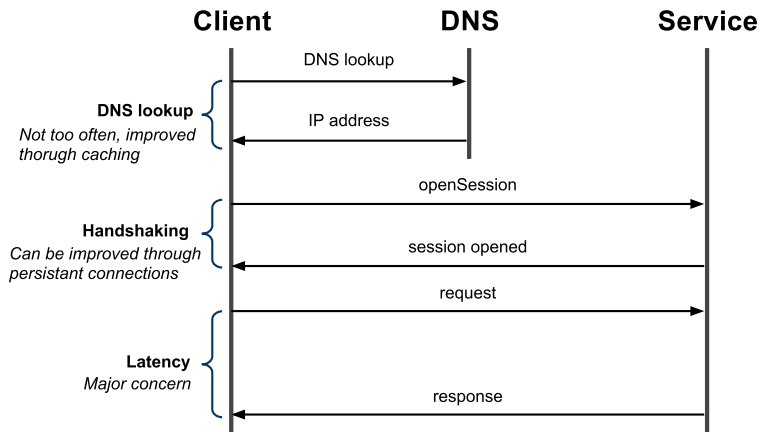 Client
DNS
Service
DNS lookup
DNS lookup
Not too often, improved
thorugh caching
IP address
openSession
Handshaking
Can be improved through
persistant connections
session opened
request
Latency
Major concern
response